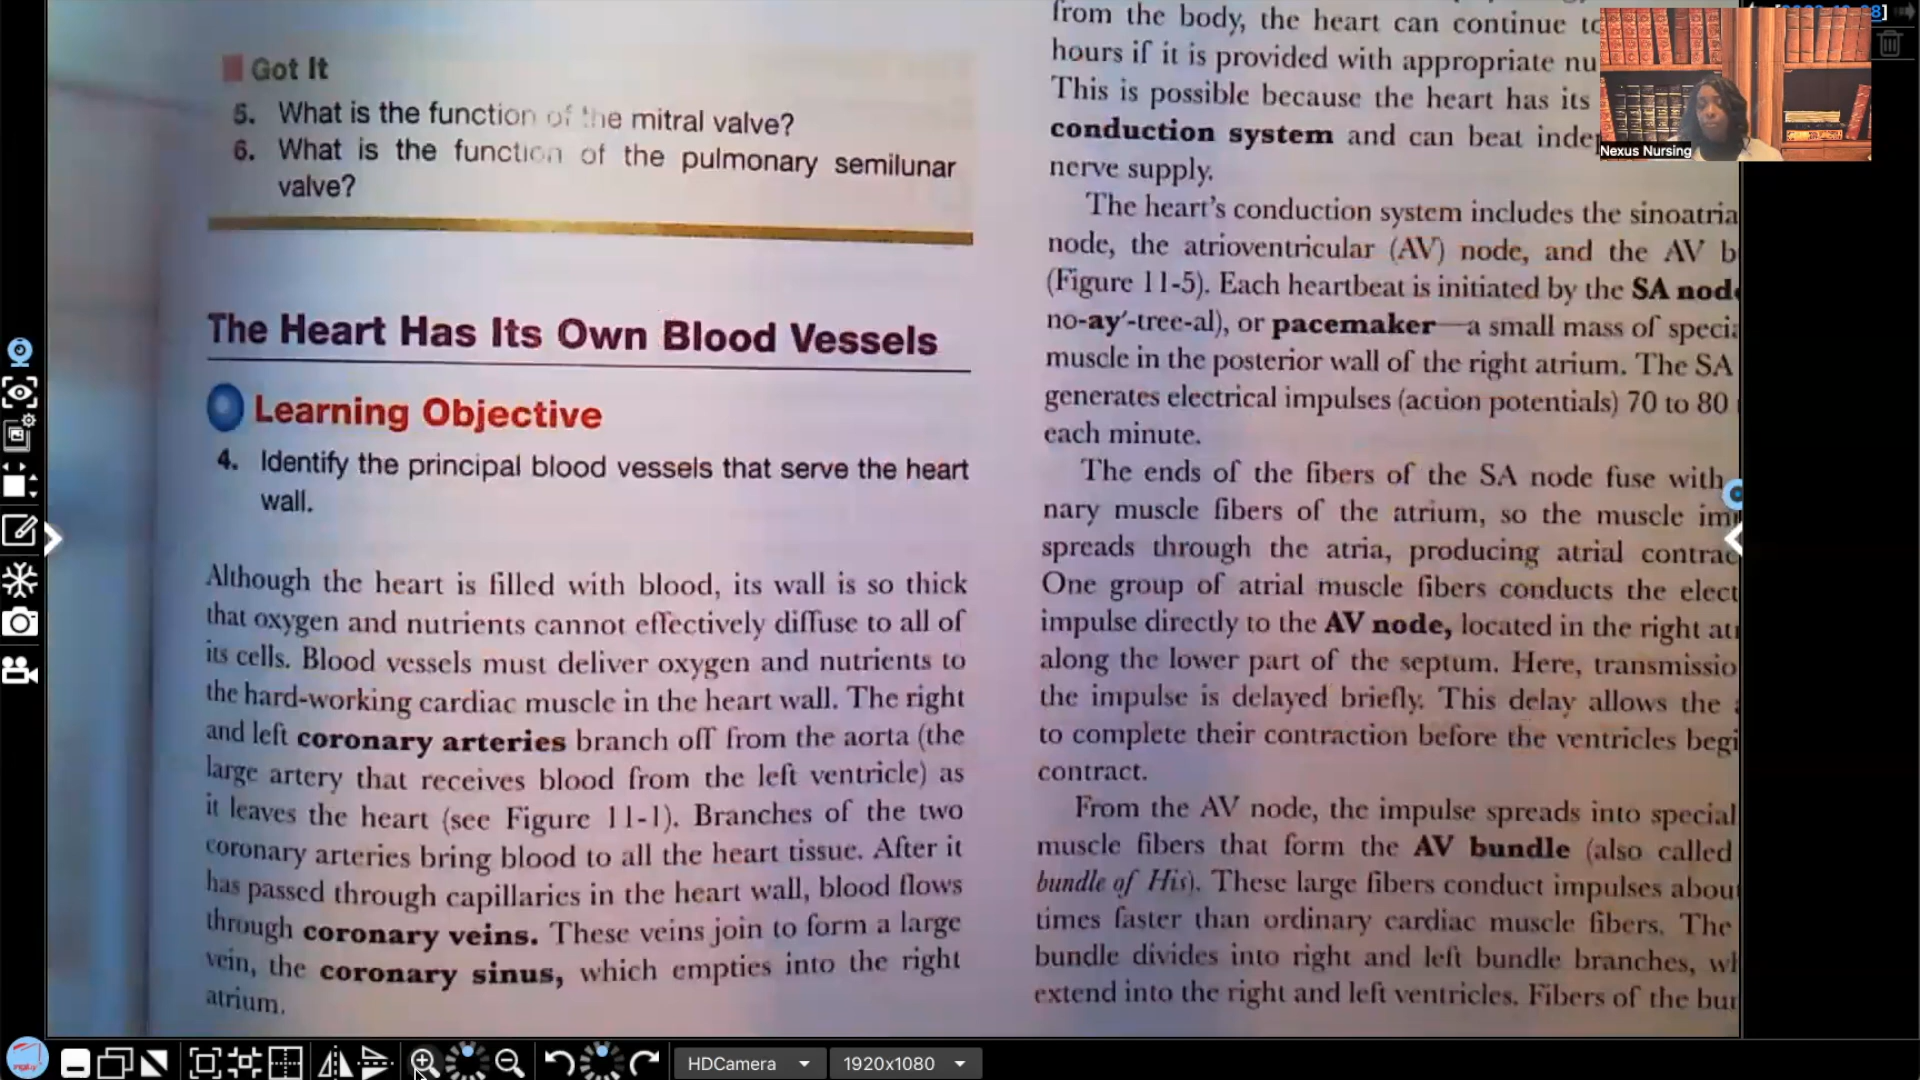 Got It
5. What is the function of the mitral valve?
6. What is the function of the pulmonary semilunar
valve?
The Heart Has Its Own Blood Vessels
Learning Objective
4. Identify the principal blood vessels that serve the heart
wall.
Although the heart is filled with blood, its wall is so thick
that oxygen and nutrients cannot effectively diffuse to all of
its cells. Blood vessels must deliver oxygen and nutrients to
the hard-working cardiac muscle in the heart wall. The right
and left coronary arteries branch off from the aorta (the
large artery that receives blood from the left ventricle) as
it leaves the heart (see Figure 11-1). Branches of the two
coronary arteries bring blood to all the heart tissue. After it
has passed through capillaries in the heart wall, blood flows
through coronary veins. These veins join to form a large
vein, the coronary sinus, which empties into the right
atrium.
from the body, the heart can continue to
hours if it is provided with appropriate nu
This is possible because the heart has its
conduction system and can beat inde
nerve supply.
The heart's conduction system includes the sinoatria
node, the atrioventricular (AV) node, and the AV b
(Figure 11-5). Each heartbeat is initiated by the SA node
no-ay′-tree-al), or pacemaker—a small mass of specia
muscle in the posterior wall of the right atrium. The SA
generates electrical impulses (action potentials) 70 to 80
each minute.
The ends of the fibers of the SA node fuse with
nary muscle fibers of the atrium, so the muscle im
spreads through the atria, producing atrial contrac
One group of atrial muscle fibers conducts the elect
impulse directly to the AV node, located in the right at
along the lower part of the septum. Here, transmissio
the impulse is delayed briefly. This delay allows the
to complete their contraction before the ventricles begi
contract.
From the AV node, the impulse spreads into special
muscle fibers that form the AV bundle (also called
bundle of His). These large fibers conduct impulses abou
times faster than ordinary cardiac muscle fibers. The
bundle divides into right and left bundle branches, wh
extend into the right and left ventricles. Fibers of the bun
Nexus Nursing
HDCamera
1920x1080